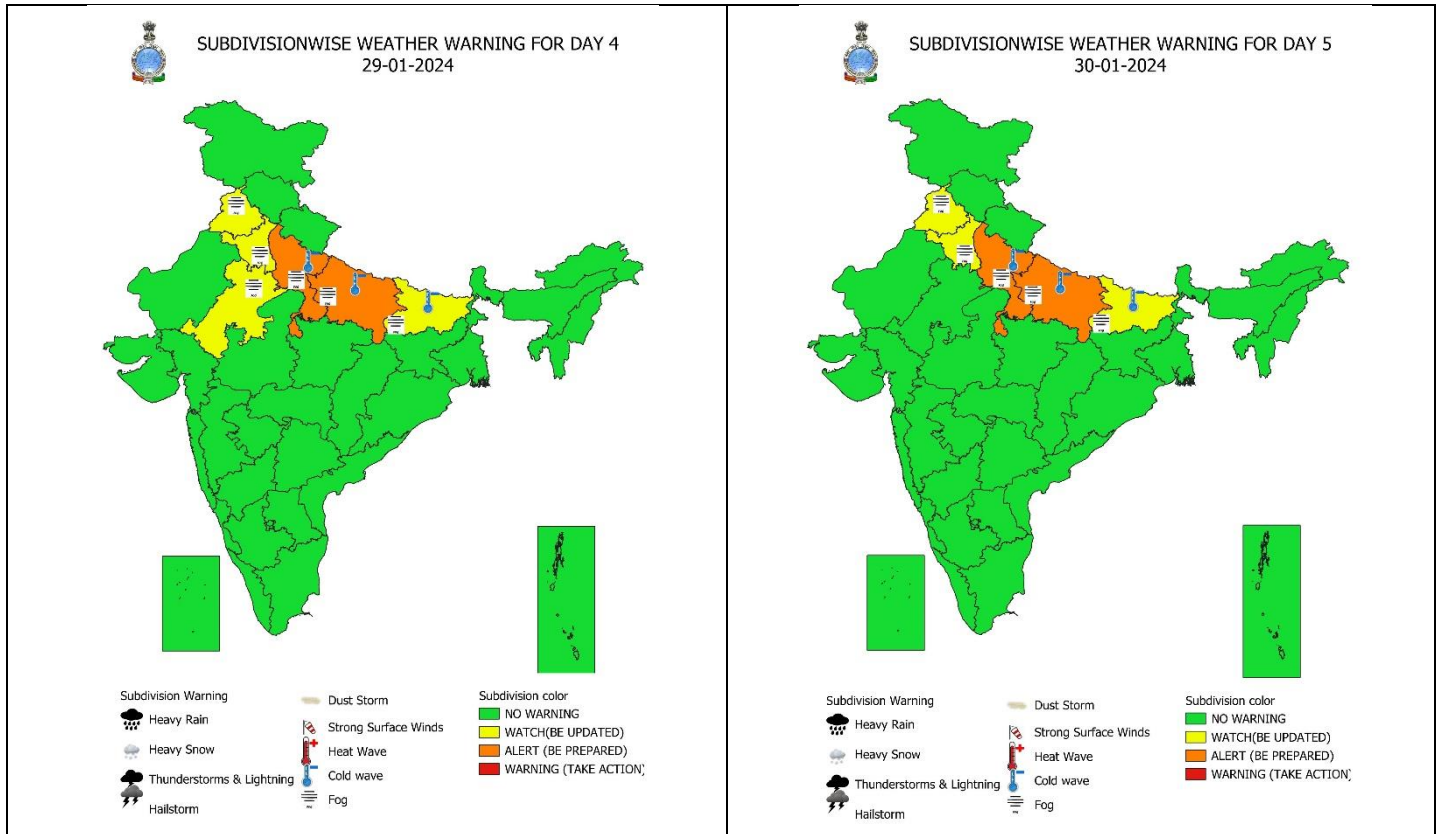 SUBDIVISIONWISE WEATHER WARNING FOR DAY 4
29-01-2024
Subdivision Warning
Heavy Rain
Heavy Snow
Thunderstorms & Lightning
Hailstorm
Dust Storm
Strong Surface Winds
Heat Wave
Cold wave
Fog
Subdivision color
NO WARNING
WATCH(BE UPDATED)
ALERT (BE PREPARED)
WARNING (TAKE ACTION)
SUBDIVISIONWISE WEATHER WARNING FOR DAY 5
30-01-2024
Subdivision Warning
Heavy Rain
Heavy Snow
Thunderstorms & Lightning
Hailstorm
Dust Storm
Strong Surface Winds
Heat Wave
Cold wave
Fog
Subdivision color
NO WARNING
WATCH(BE UPDATED)
ALERT (BE PREPARED)
WARNING (TAKE ACTION)